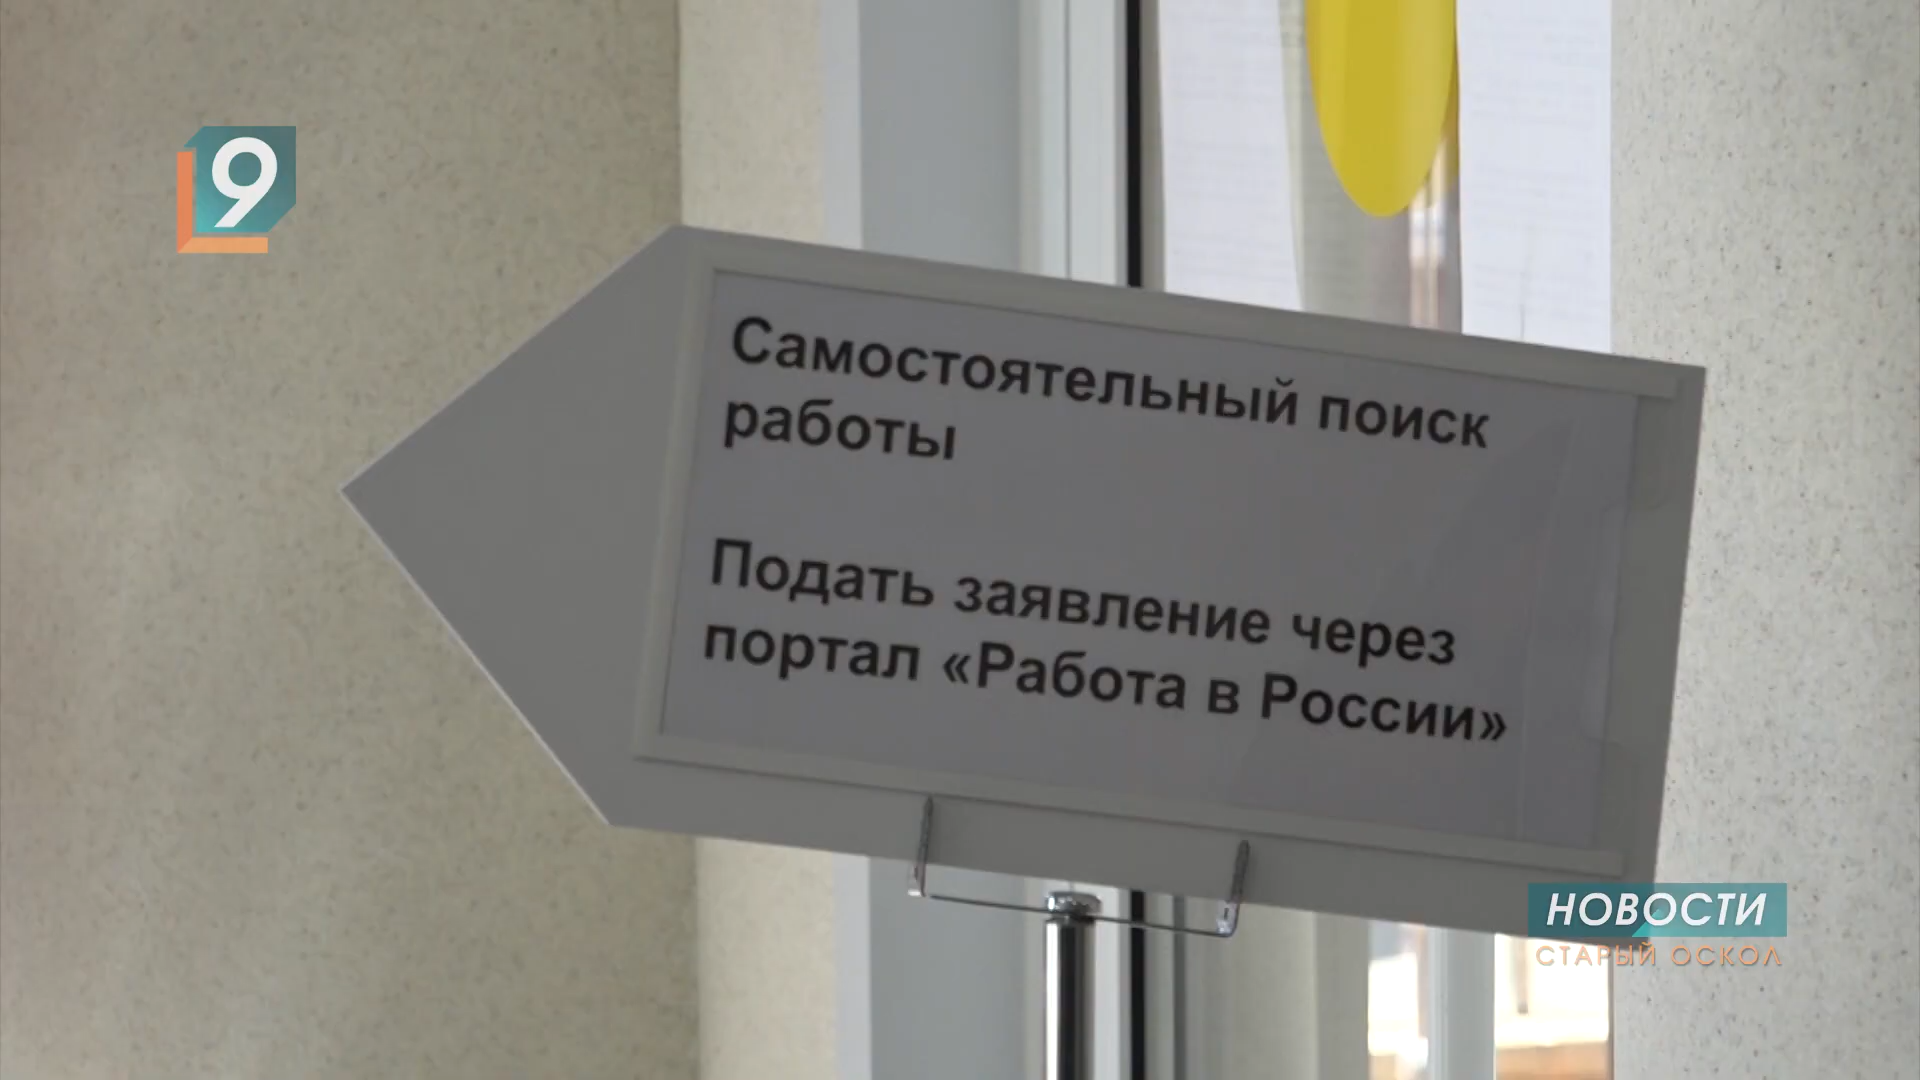 9
Самостоятельный поиск
работы
Подать заявление через
портал «Работа в России»
НОВОСТИ
СТАРЫЙ ОСКОЛ